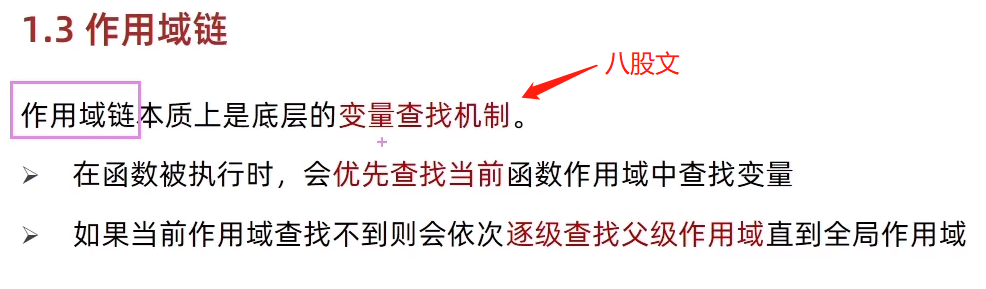 1.3 作用域链
八股文
作用域链本质上是底层的变量查找机制。
➢ 在函数被执行时，会优先查找当前函数作用域中查找变量
➢ 如果当前作用域查找不到则会依次逐级查找父级作用域直到全局作用域